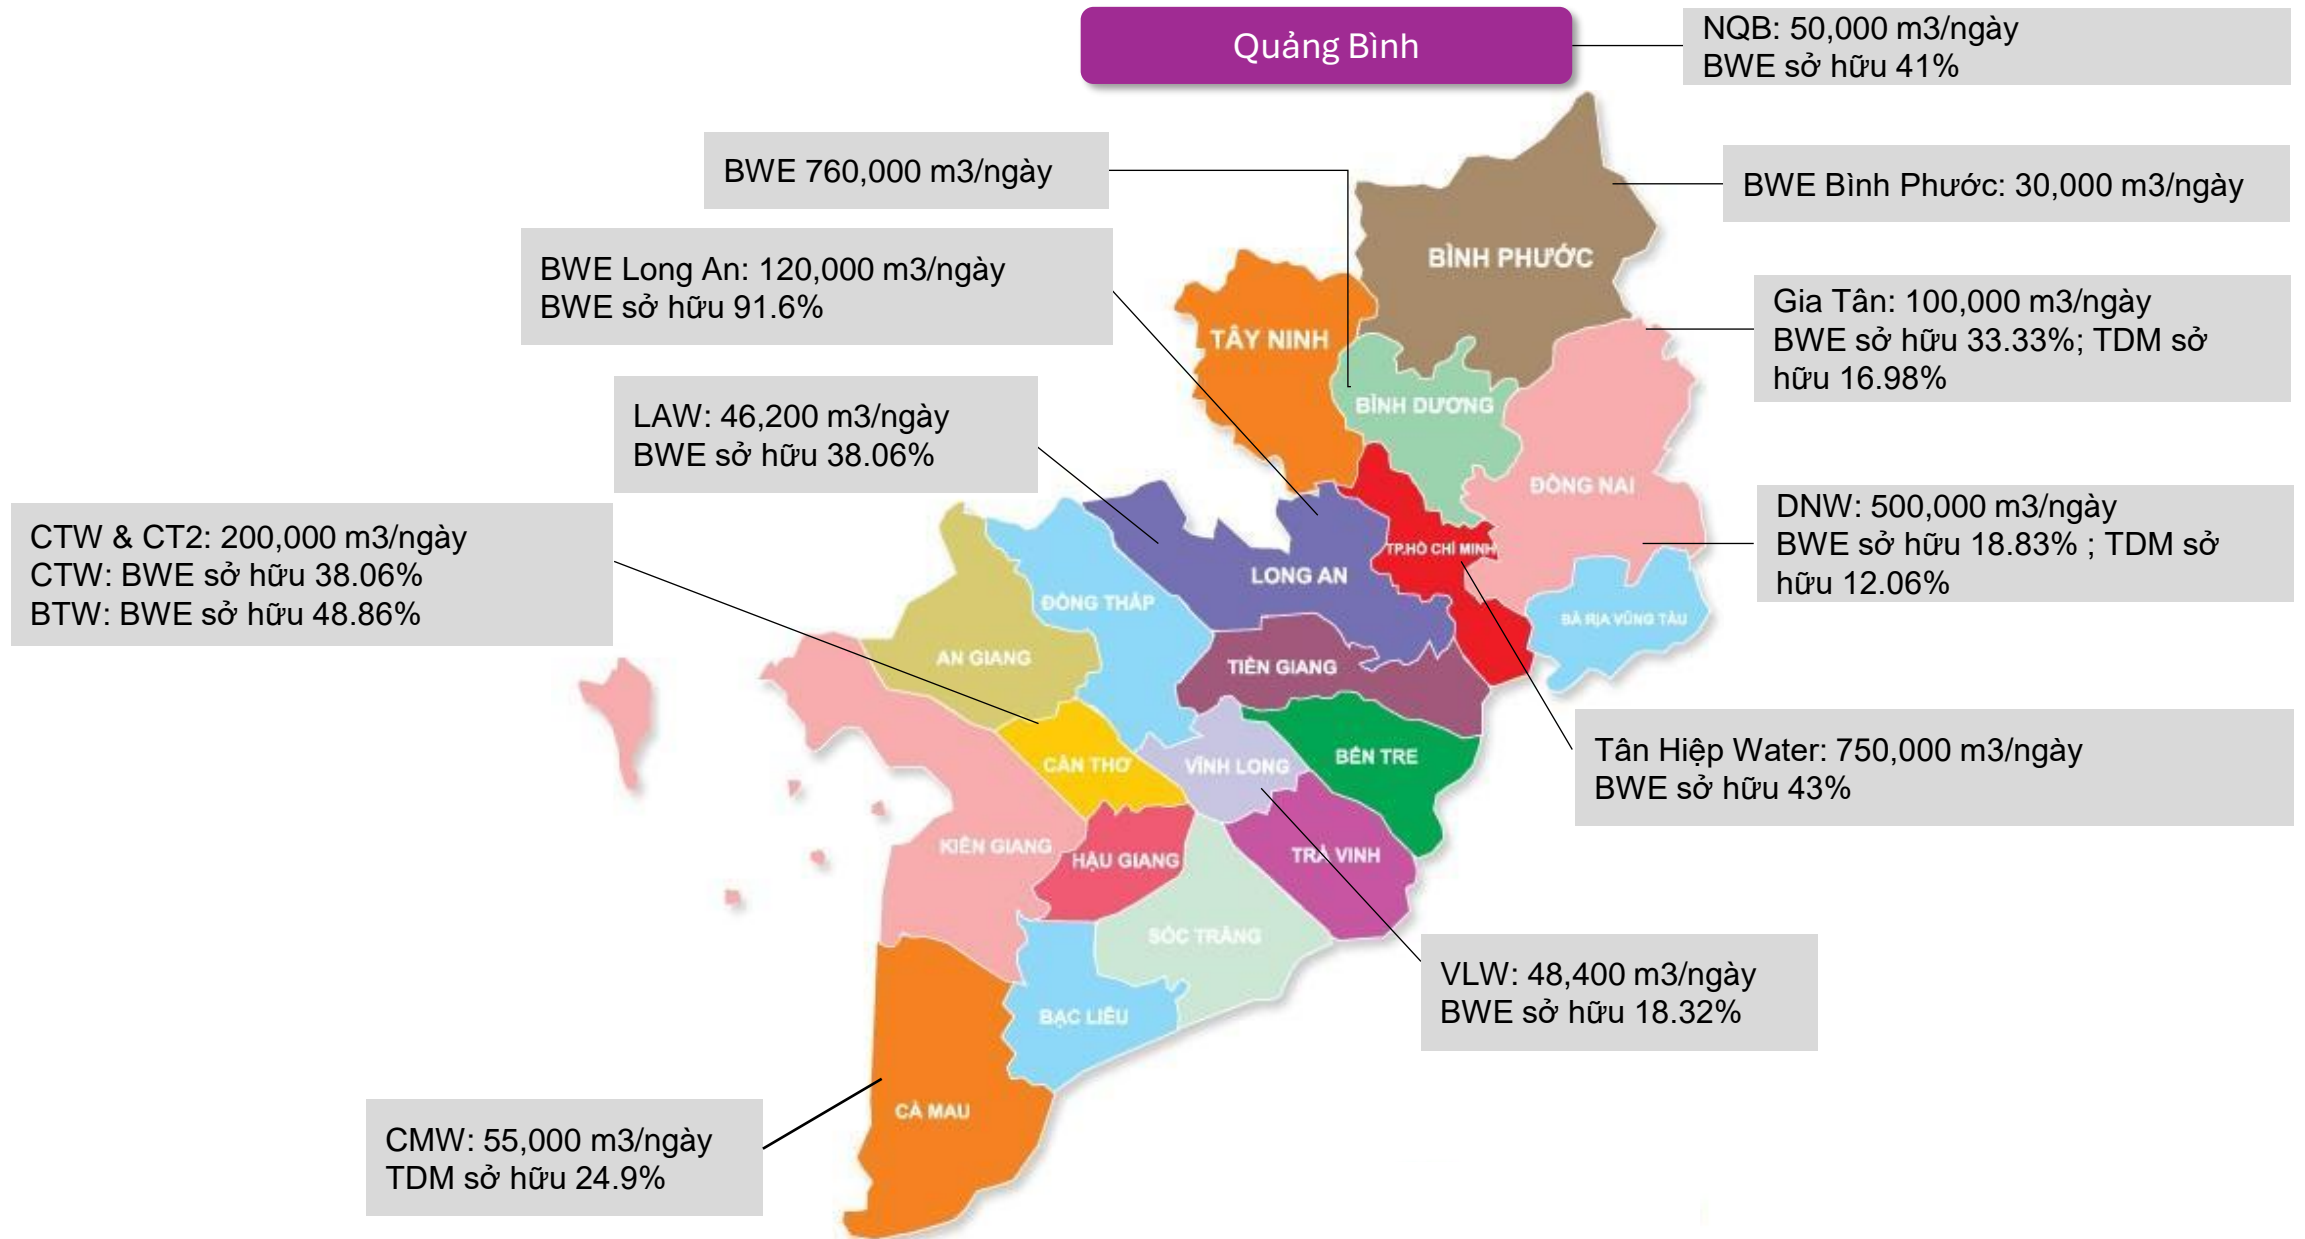 Quảng Bình
NQB: 50,000 m3/ngày
BWE sở hữu 41%
BWE 760,000 m3/ngày
BWE Bình Phước: 30,000 m3/ngày
BWE Long An: 120,000 m3/ngày
BWE sở hữu 91.6%
Gia Tân: 100,000 m3/ngày
BWE sở hữu 33.33%; TDM sở
hữu 16.98%
LAW: 46,200 m3/ngày
BWE sở hữu 38.06%
CTW & CT2: 200,000 m3/ngày
CTW: BWE sở hữu 38.06%
BTW: BWE sở hữu 48.86%
DNW: 500,000 m3/ngày
BWE sở hữu 18.83% ; TDM sở
hữu 12.06%
Tân Hiệp Water: 750,000 m3/ngày
BWE sở hữu 43%
VLW: 48,400 m3/ngày
BWE sở hữu 18.32%
CMW: 55,000 m3/ngày
TDM sở hữu 24.9%
BÌNH PHƯỚC
TÂY NINH
BÌNH DƯƠNG
ĐỒNG NAI
TP.HỒ CHÍ MINH
LONG AN
ĐỒNG THÁP
BÀ RỊA VŨNG TÀU
AN GIANG
TIỀN GIANG
CẦN THƠ
VĨNH LONG
BẾN TRE
KIÊN GIANG
HẬU GIANG
TRÀ VINH
SÓC TRĂNG
BẠC LIÊU
CÀ MAU